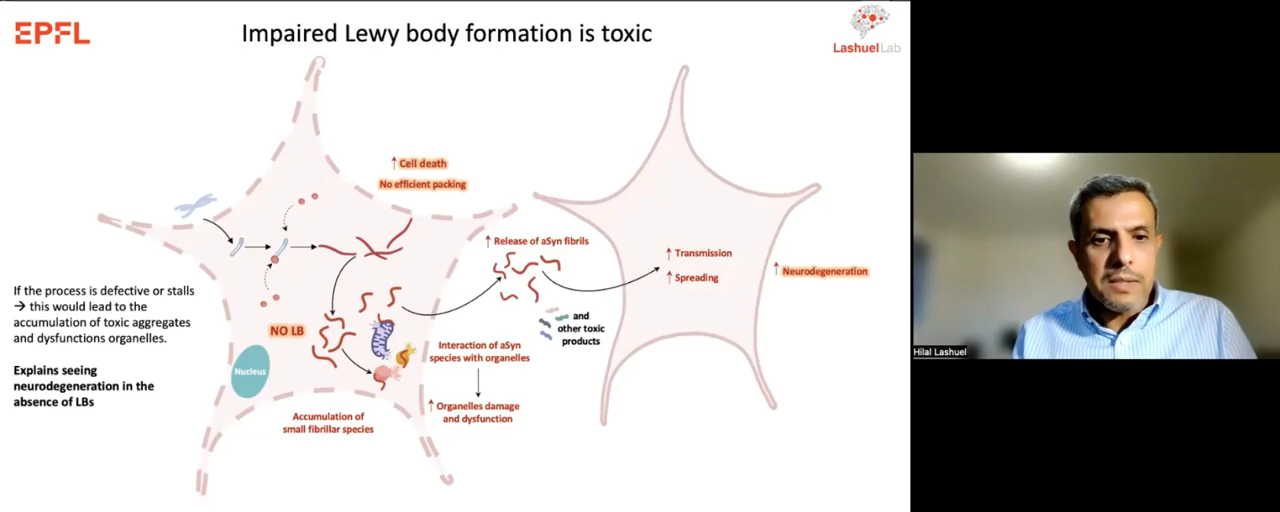 EPFL
Impaired Lewy body formation is toxic
Lashuel Lab
↑ Cell death
No efficient packing
↑ Release of aSyn fibrils
↑ Transmission
↑ Spreading
↑ Neurodegeneration
If the process is defective or stalls
→ this would lead to the
accumulation of toxic aggregates
and dysfunctions organelles.
Explains seeing
neurodegeneration in the
absence of LBs
NO LB
Nucleus
and
other toxic
products
Interaction of aSyn
species with organelles
↑ Organelles damage
and dysfunction
Accumulation of
small fibrillar species
Hilal Lashuel